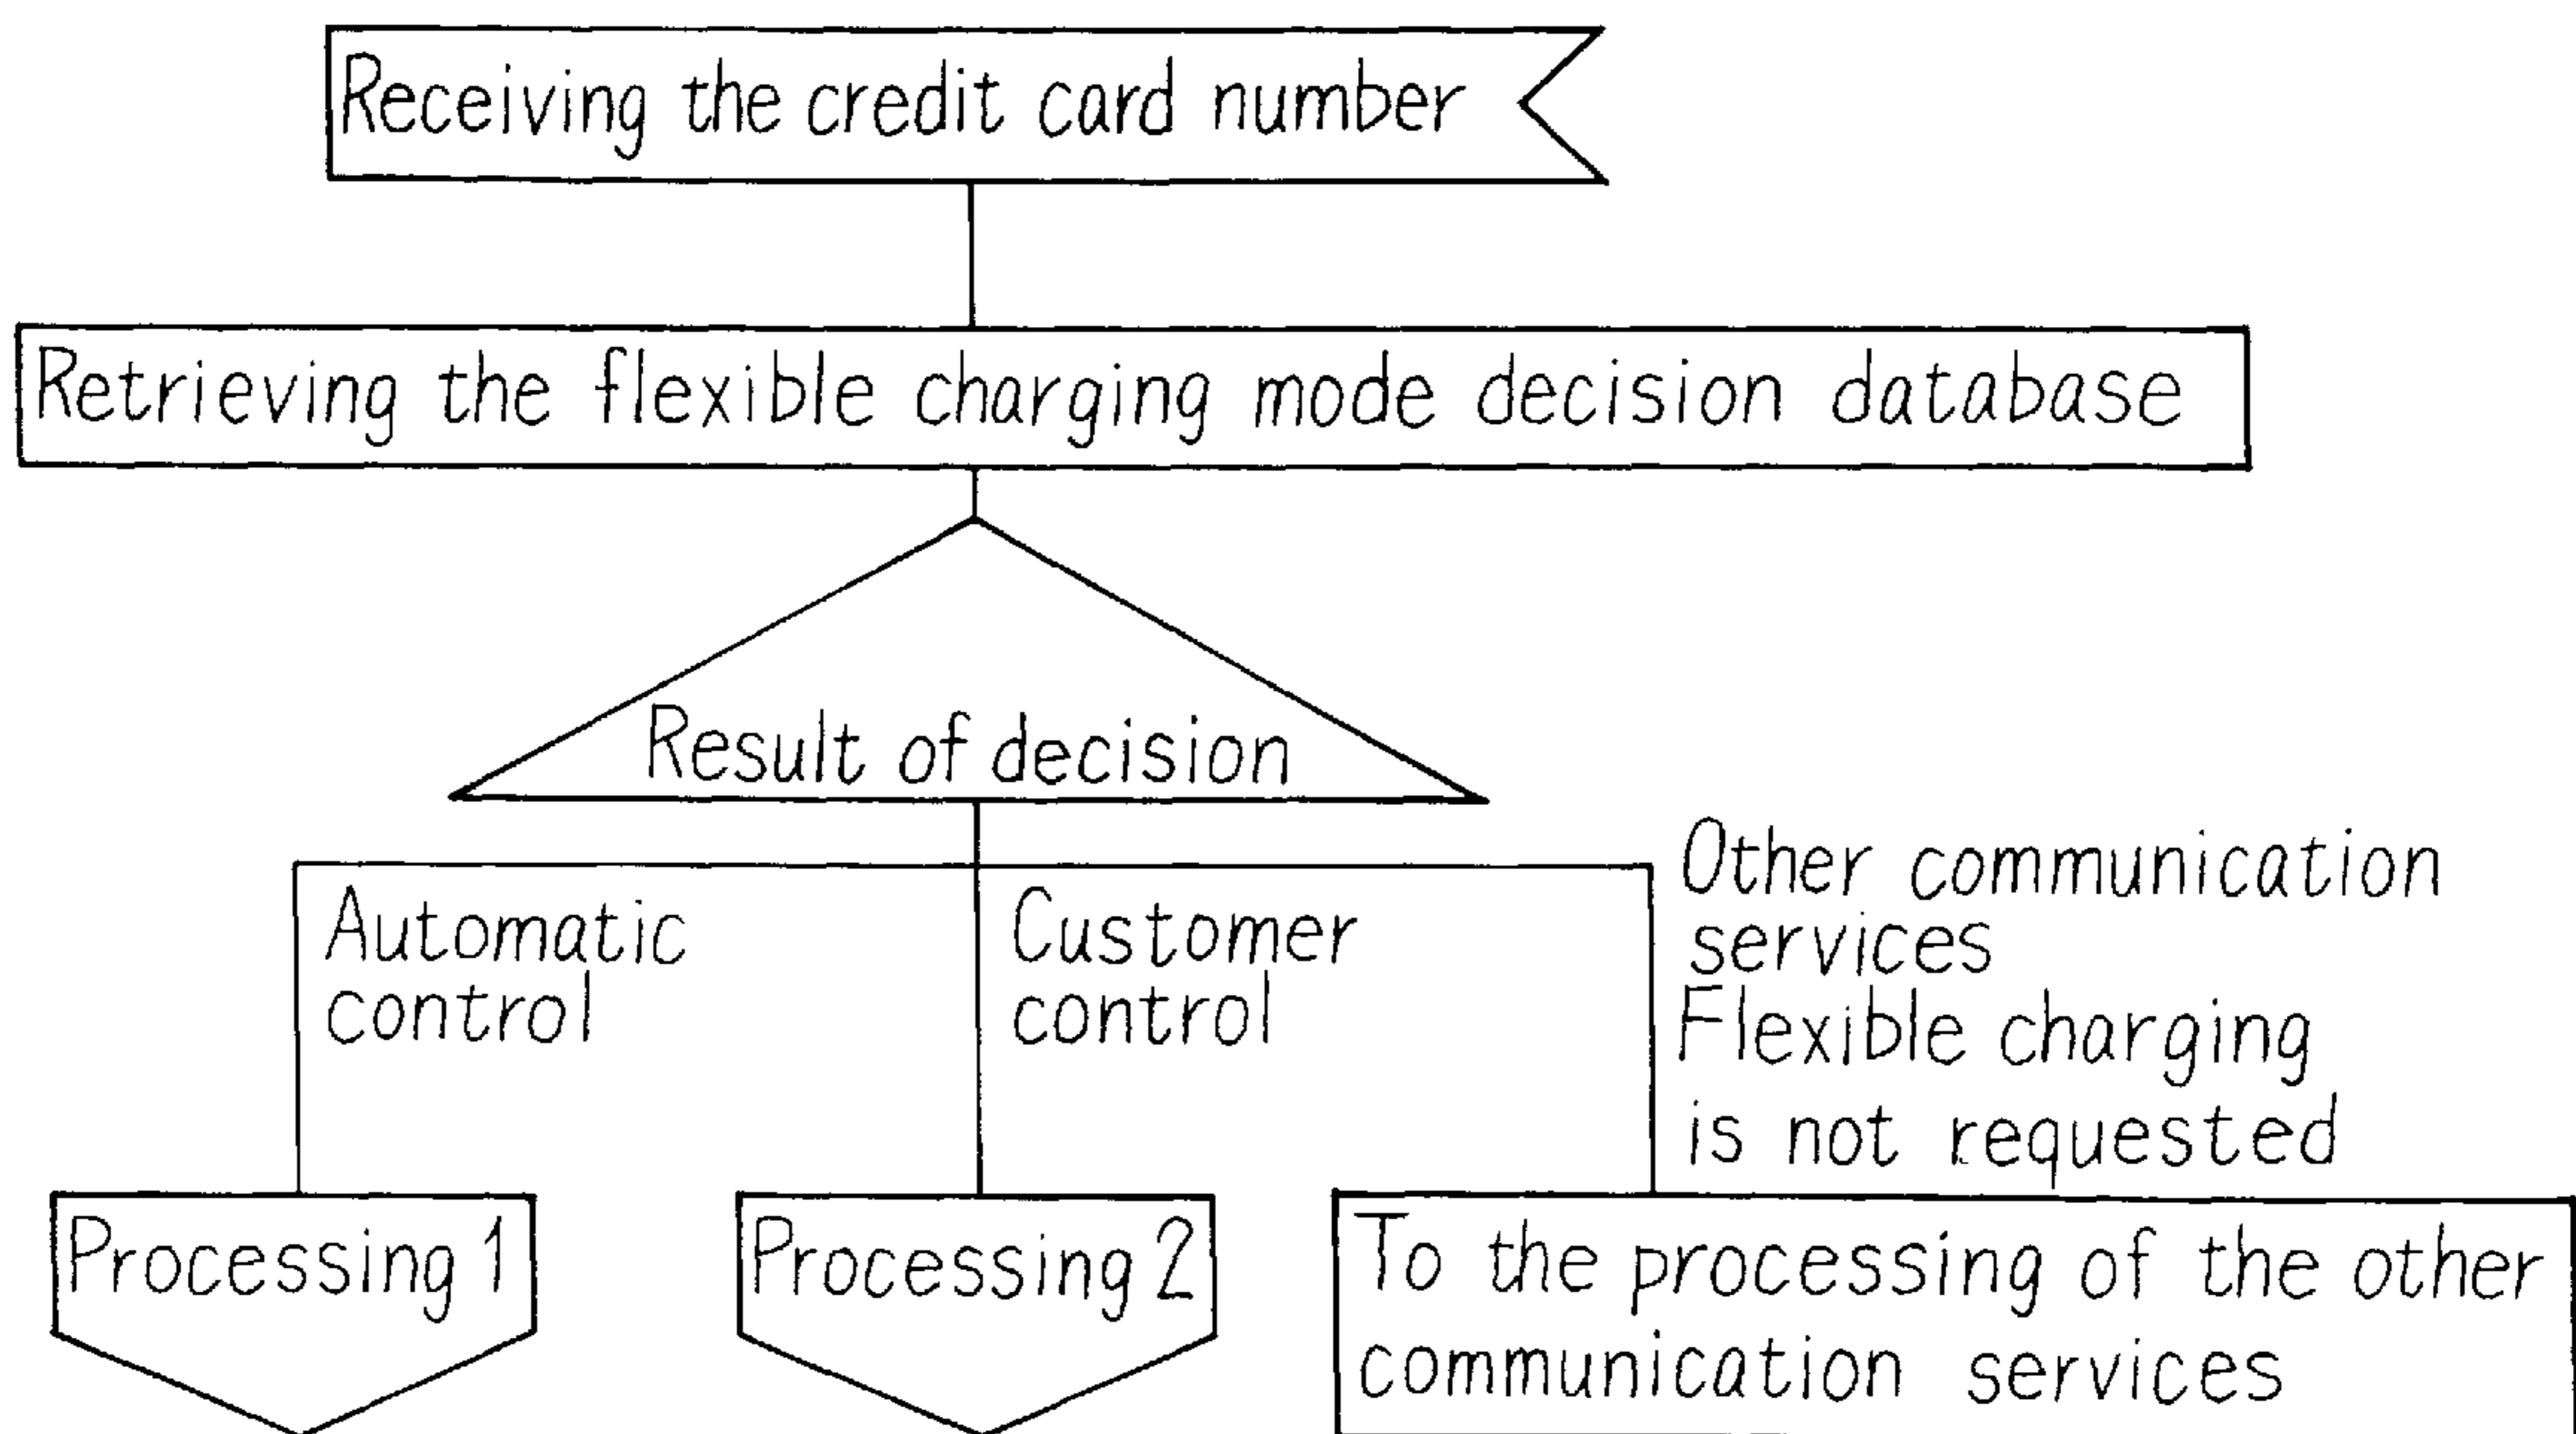 Receiving the credit card number
Retrieving the flexible charging mode decision database
Result of decision
Automatic
control
Customer
control
Other communication
services
Flexible charging
is not requested
Processing 1
Processing 2
To the processing of the other
communication services